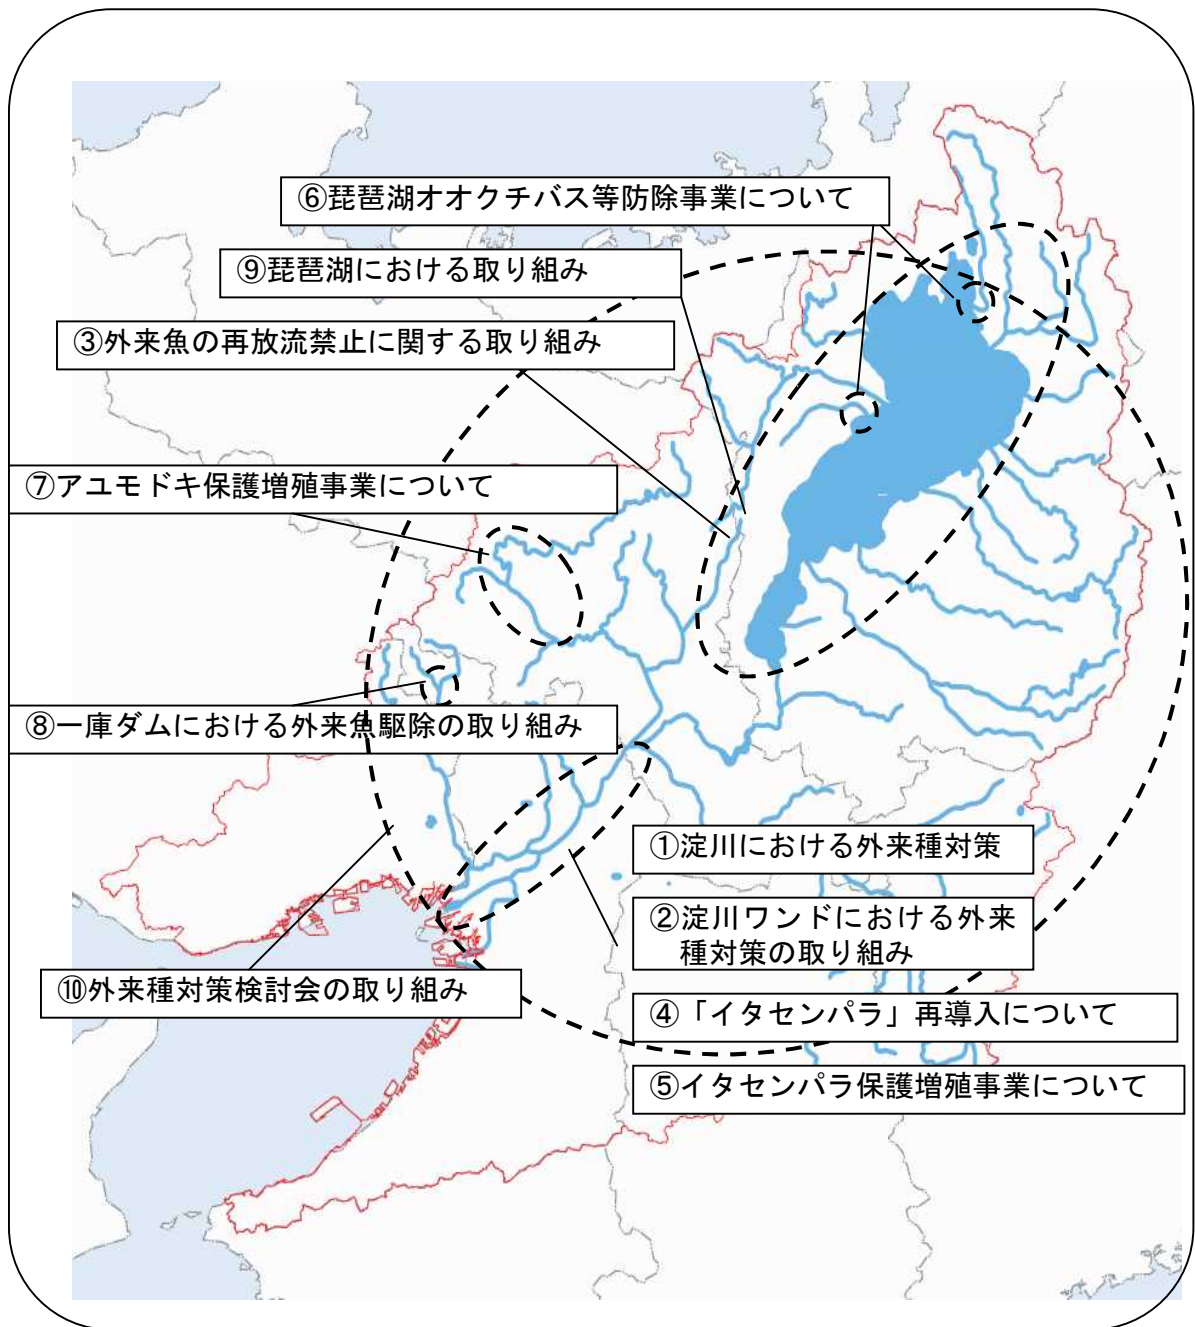 ⑥琵琶湖オオクチバス等防除事業について
⑨琵琶湖における取り組み
③外来魚の再放流禁止に関する取り組み
⑦アユモドキ保護増殖事業について
⑧一庫ダムにおける外来魚駆除の取り組み
①淀川における外来種対策
②淀川ワンドにおける外来
種対策の取り組み
⑩外来種対策検討会の取り組み
④「イタセンパラ」再導入について
⑤イタセンパラ保護増殖事業について